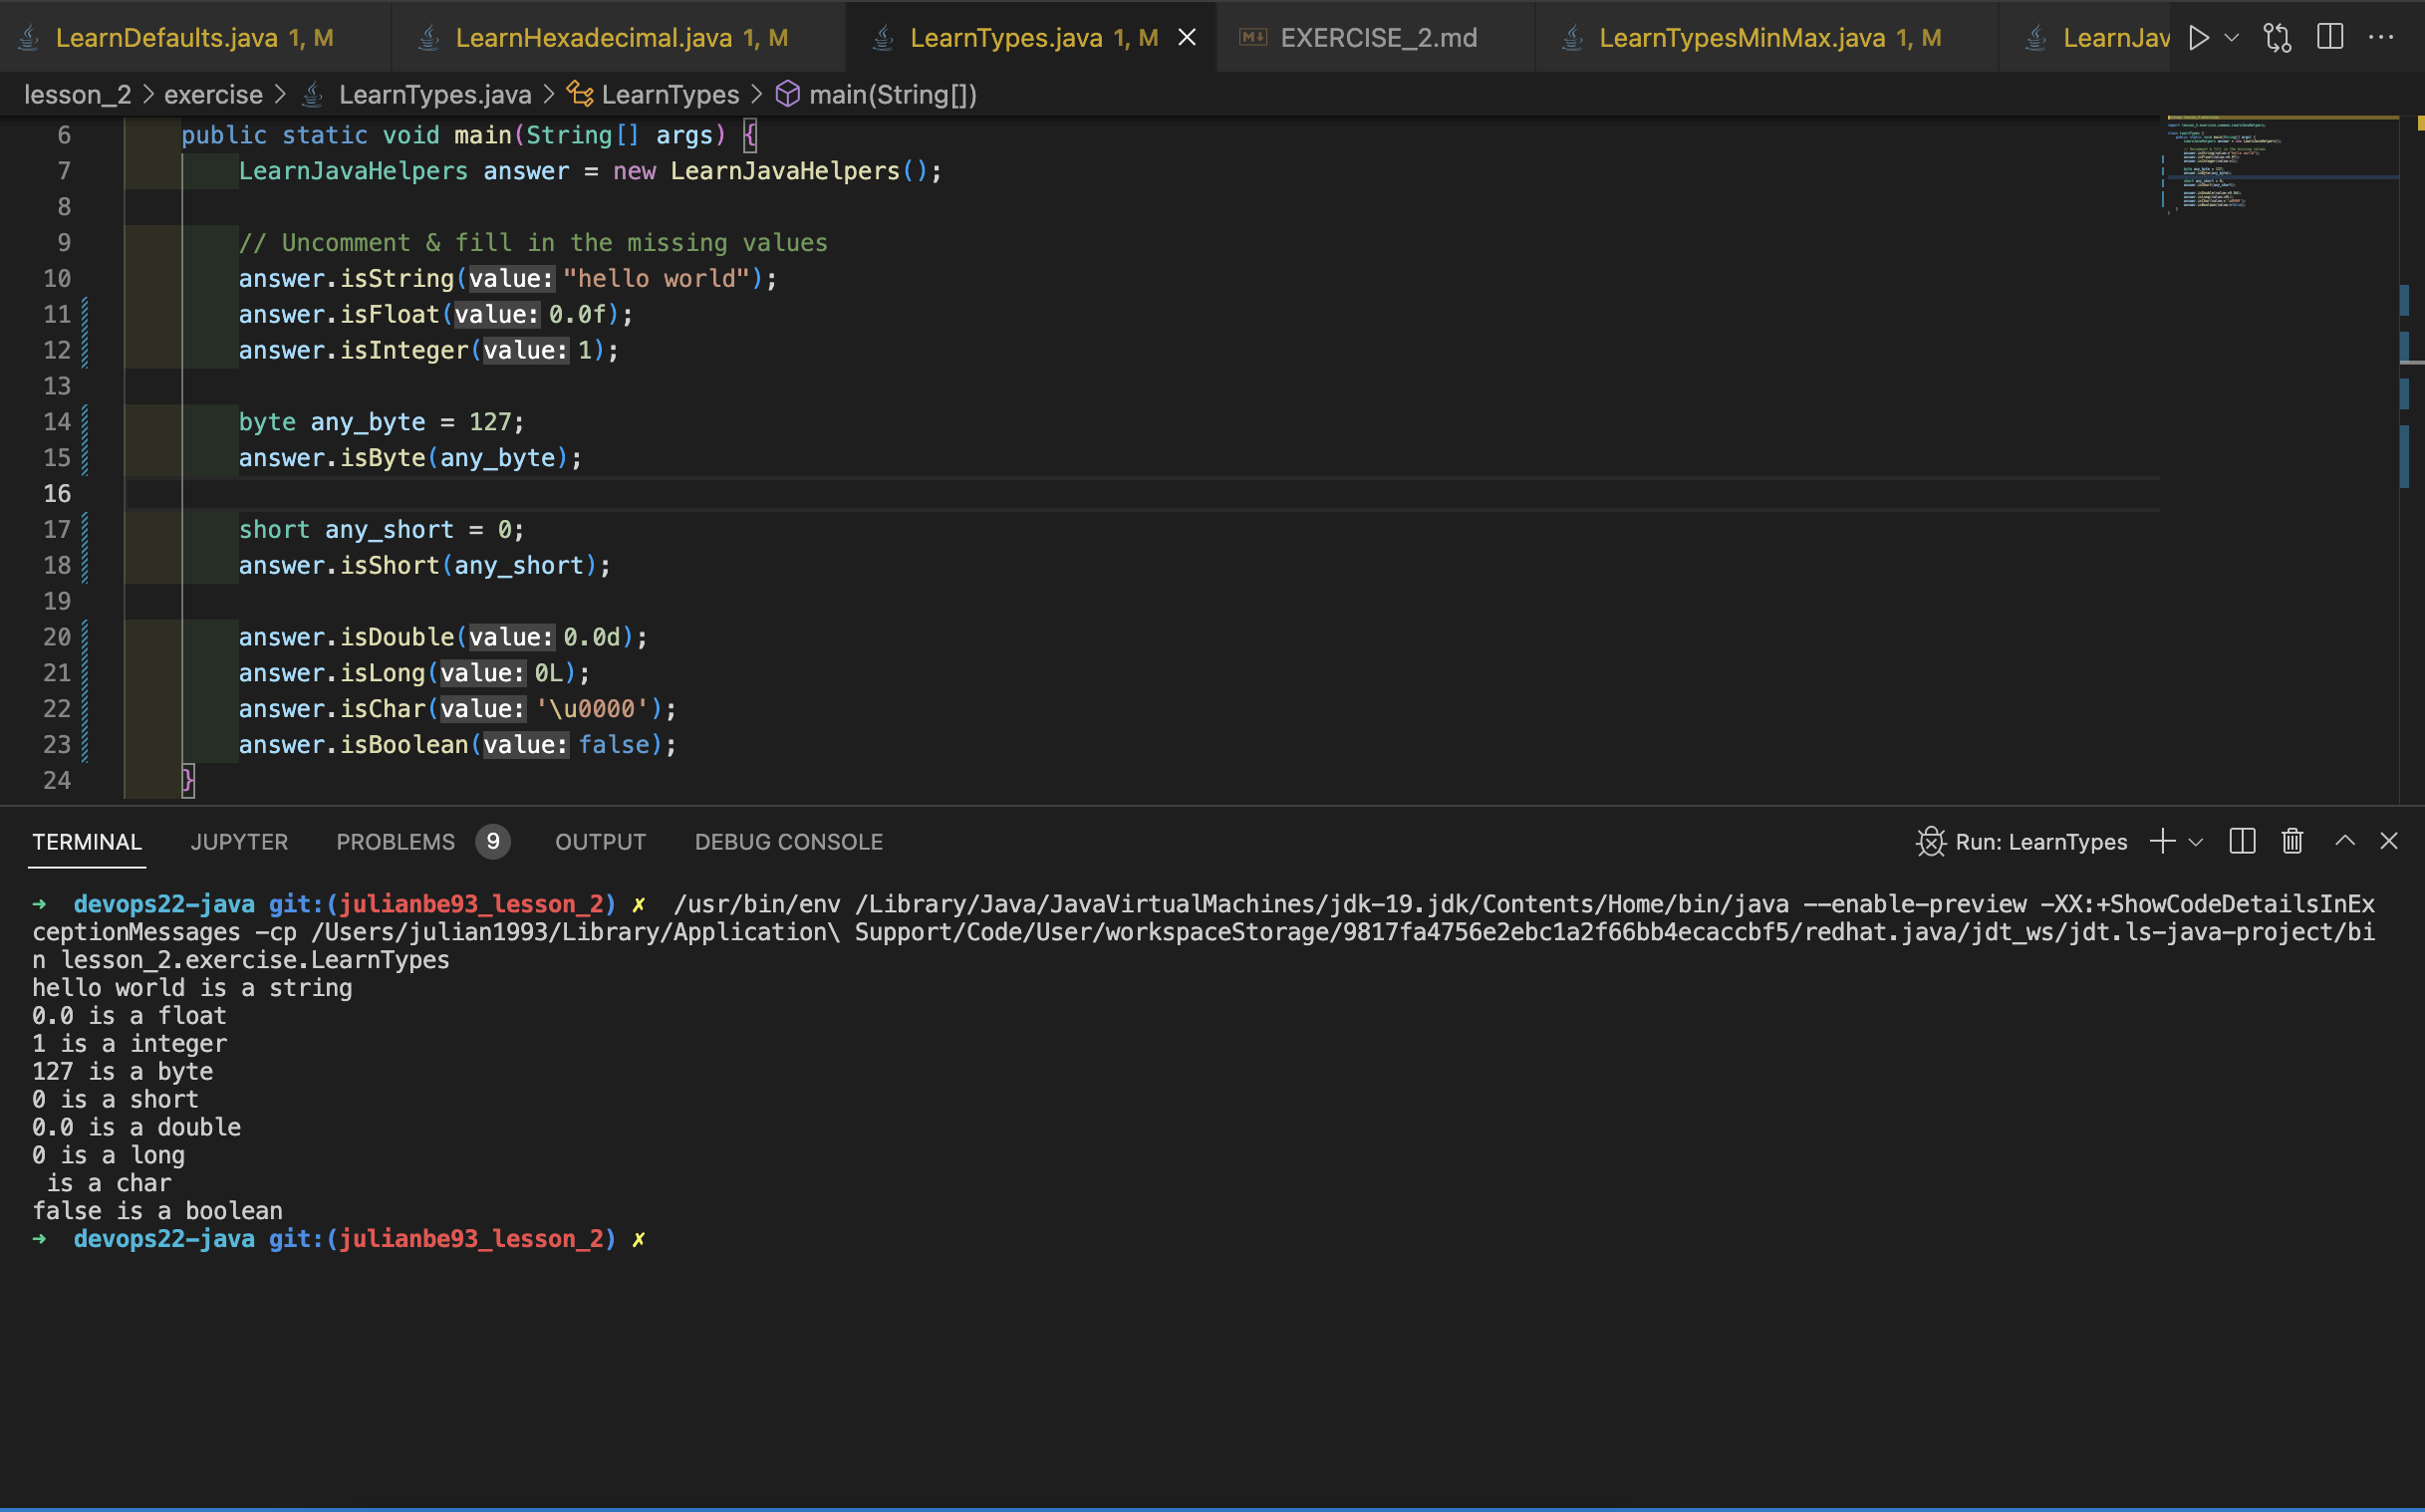 LearnDefaults.java 1, M LearnHexadecimal.java 1, M LearnTypes.java 1, M EXERCISE_2.md LearnTypesMinMax.java 1, M LearnJav
lesson_2 > exercise > LearnTypes.java > LearnTypes > main(String[])
6 public static void main(String[] args) {
7 LearnJavaHelpers answer = new LearnJavaHelpers();
8
9 // Uncomment & fill in the missing values
10 answer.isString(value: "hello world");
11 answer.isFloat(value: 0.0f);
12 answer.isInteger(value: 1);
13
14 byte any_byte = 127;
15 answer.isByte(any_byte);
16
17 short any_short = 0;
18 answer.isShort(any_short);
19
20 answer.isDouble(value: 0.0d);
21 answer.isLong(value: 0L);
22 answer.isChar(value: '\u0000');
23 answer.isBoolean(value: false);
24 }
TERMINAL JUPYTER PROBLEMS 9 OUTPUT DEBUG CONSOLE Run: LearnTypes
➜ devops22-java git:(julianbe93_lesson_2) ✗ /usr/bin/env /Library/Java/JavaVirtualMachines/jdk-19.jdk/Contents/Home/bin/java --enable-preview -XX:+ShowCodeDetailsInEx
ceptionMessages -cp /Users/julian1993/Library/Application\ Support/Code/User/workspaceStorage/9817fa4756e2ebc1a2f66bb4ecaccbf5/redhat.java/jdt_ws/jdt.ls-java-project/bi
n lesson_2.exercise.LearnTypes
hello world is a string
0.0 is a float
1 is a integer
127 is a byte
0 is a short
0.0 is a double
0 is a long
is a char
false is a boolean
➜ devops22-java git:(julianbe93_lesson_2) ✗